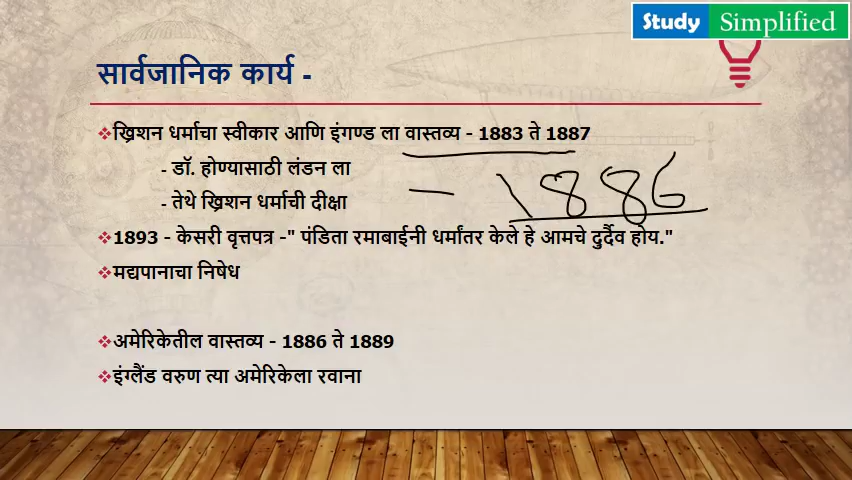 Study Simplified
सार्वजानिक कार्य -
❖ख्रिशन धर्माचा स्वीकार आणि इंगण्ड ला वास्तव्य - 1883 ते 1887
- डॉ. होण्यासाठी लंडन ला
- 1886
- तेथे ख्रिशन धर्माची दीक्षा
❖1893 - केसरी वृत्तपत्र -" पंडिता रमाबाईनी धर्मांतर केले हे आमचे दुर्दैव होय."
❖मद्यपानाचा निषेध
❖अमेरिकेतील वास्तव्य - 1886 ते 1889
❖इंग्लैंड वरुण त्या अमेरिकेला रवाना